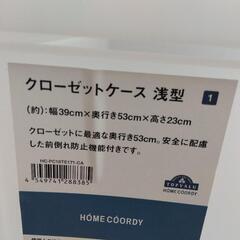 クローゼットケース 浅型
1
(約):幅39cm×奥行き53cm×高さ23cm
クローゼットに最適な奥行き53cm。安全に配慮
した前倒れ防止機能付きです。
HC-PC1STE171-CA
4 549741 288385
TOPVALU
HOME COORDY
HOME COORDY